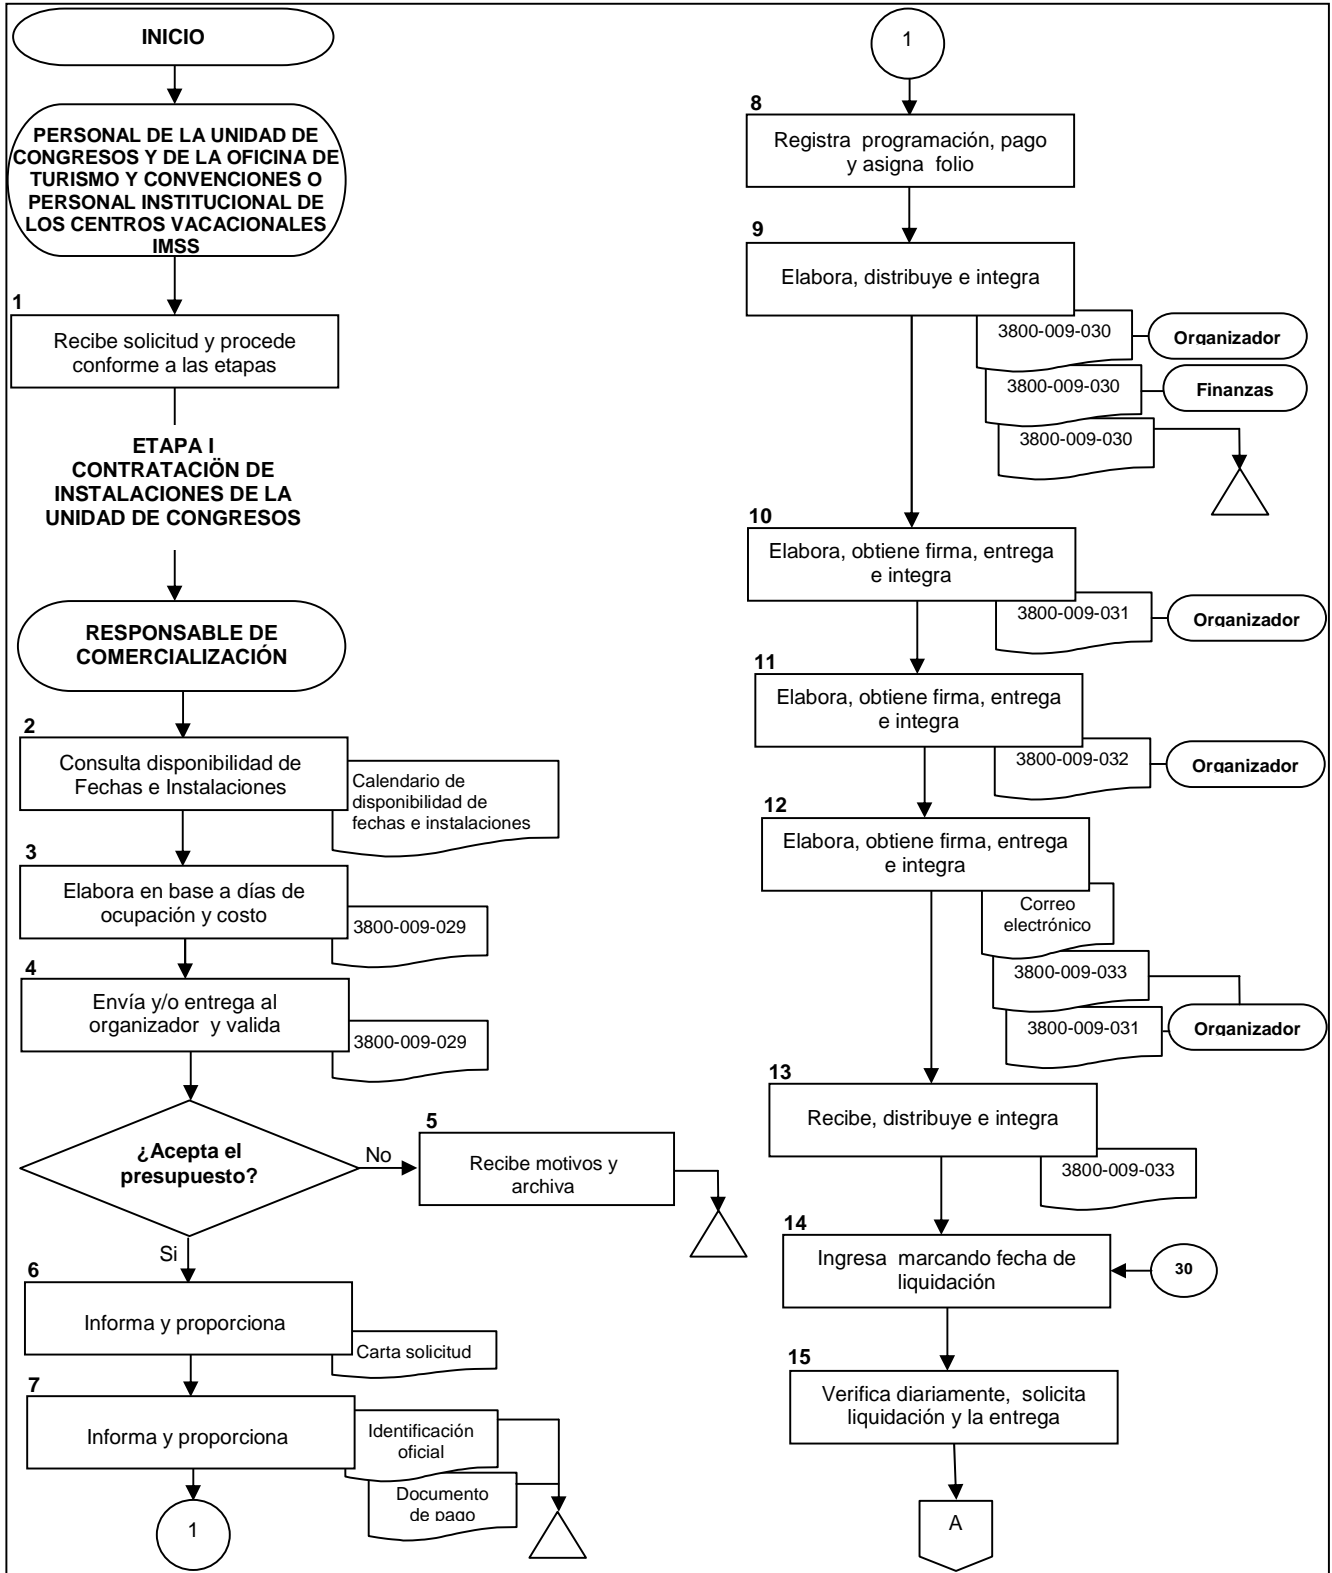 INICIO
PERSONAL DE LA UNIDAD DE
CONGRESOS Y DE LA OFICINA DE
TURISMO Y CONVENCIONES O
PERSONAL INSTITUCIONAL DE
LOS CENTROS VACACIONALES
IMSS
1
Recibe solicitud y procede
conforme a las etapas
ETAPA I
CONTRATACIÖN DE
INSTALACIONES DE LA
UNIDAD DE CONGRESOS
RESPONSABLE DE
COMERCIALIZACIÓN
2
Consulta disponibilidad de
Fechas e Instalaciones
Calendario de
disponibilidad de
fechas e instalaciones
3
Elabora en base a días de
ocupación y costo
3800-009-029
4
Envía y/o entrega al
organizador y valida
3800-009-029
¿Acepta el
presupuesto?
No
5
Recibe motivos y
archiva
Si
6
Informa y proporciona
Carta solicitud
7
Informa y proporciona
Identificación
oficial
Documento
de pago
1
1
8
Registra programación, pago
y asigna folio
9
Elabora, distribuye e integra
3800-009-030
Organizador
3800-009-030
Finanzas
3800-009-030
10
Elabora, obtiene firma, entrega
e integra
3800-009-031
Organizador
11
Elabora, obtiene firma, entrega
e integra
3800-009-032
Organizador
12
Elabora, obtiene firma, entrega
e integra
Correo
electrónico
3800-009-033
3800-009-031
Organizador
13
Recibe, distribuye e integra
3800-009-033
14
Ingresa marcando fecha de
liquidación
30
15
Verifica diariamente, solicita
liquidación y la entrega
A